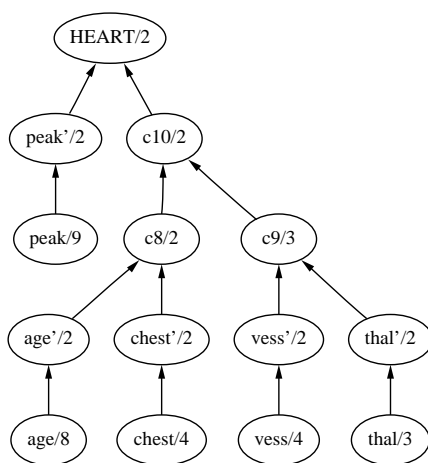 HEART/2
peak'/2
c10/2
peak/9
c8/2
c9/3
age'/2
chest'/2
vess'/2
thal'/2
age/8
chest/4
vess/4
thal/3